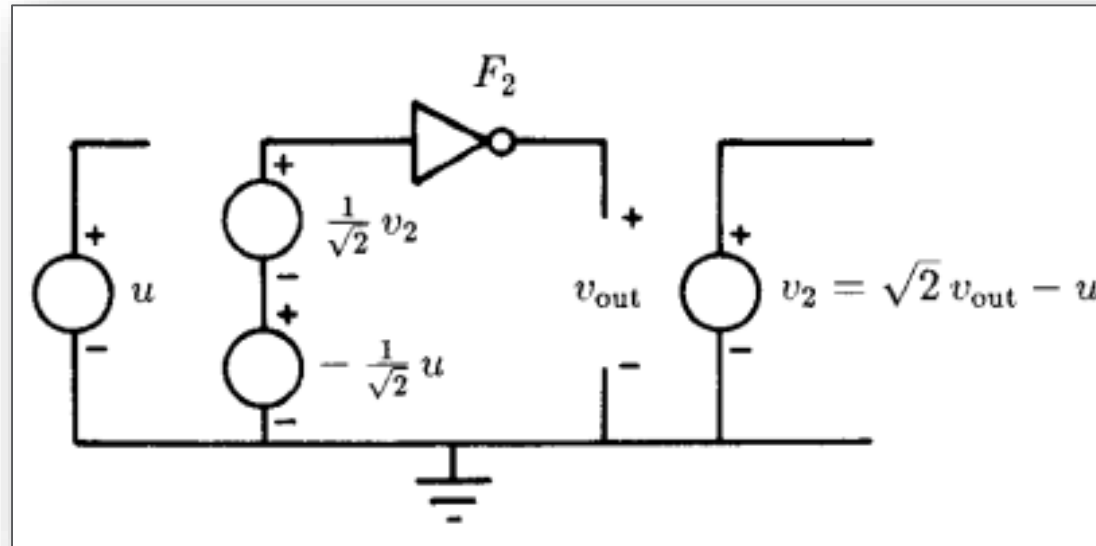 F₂
+
1/√2 v₂
−
+
u
−
+
− 1/√2 u
−
+
v_out
−
+
v₂ = √2 v_out − u
−